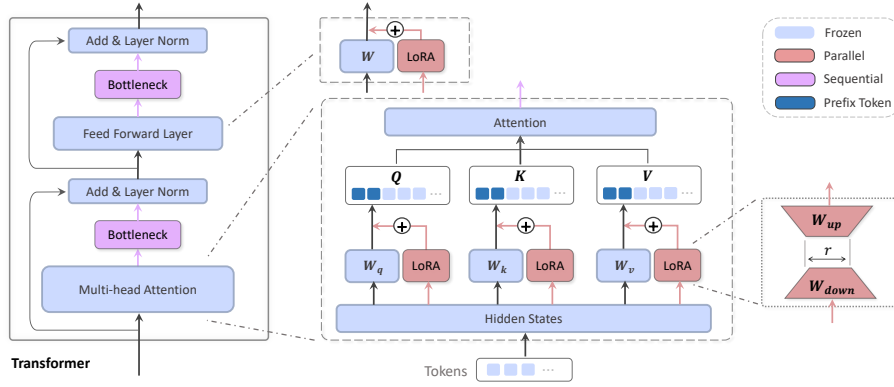 Add & Layer Norm
Bottleneck
Feed Forward Layer
Add & Layer Norm
Bottleneck
Multi-head Attention
Transformer
W
LoRA
+
Attention
Q
K
V
...
...
...
+
+
+
W_q
LoRA
W_k
LoRA
W_v
LoRA
Hidden States
Tokens
...
Frozen
Parallel
Sequential
Prefix Token
W_up
r
W_down